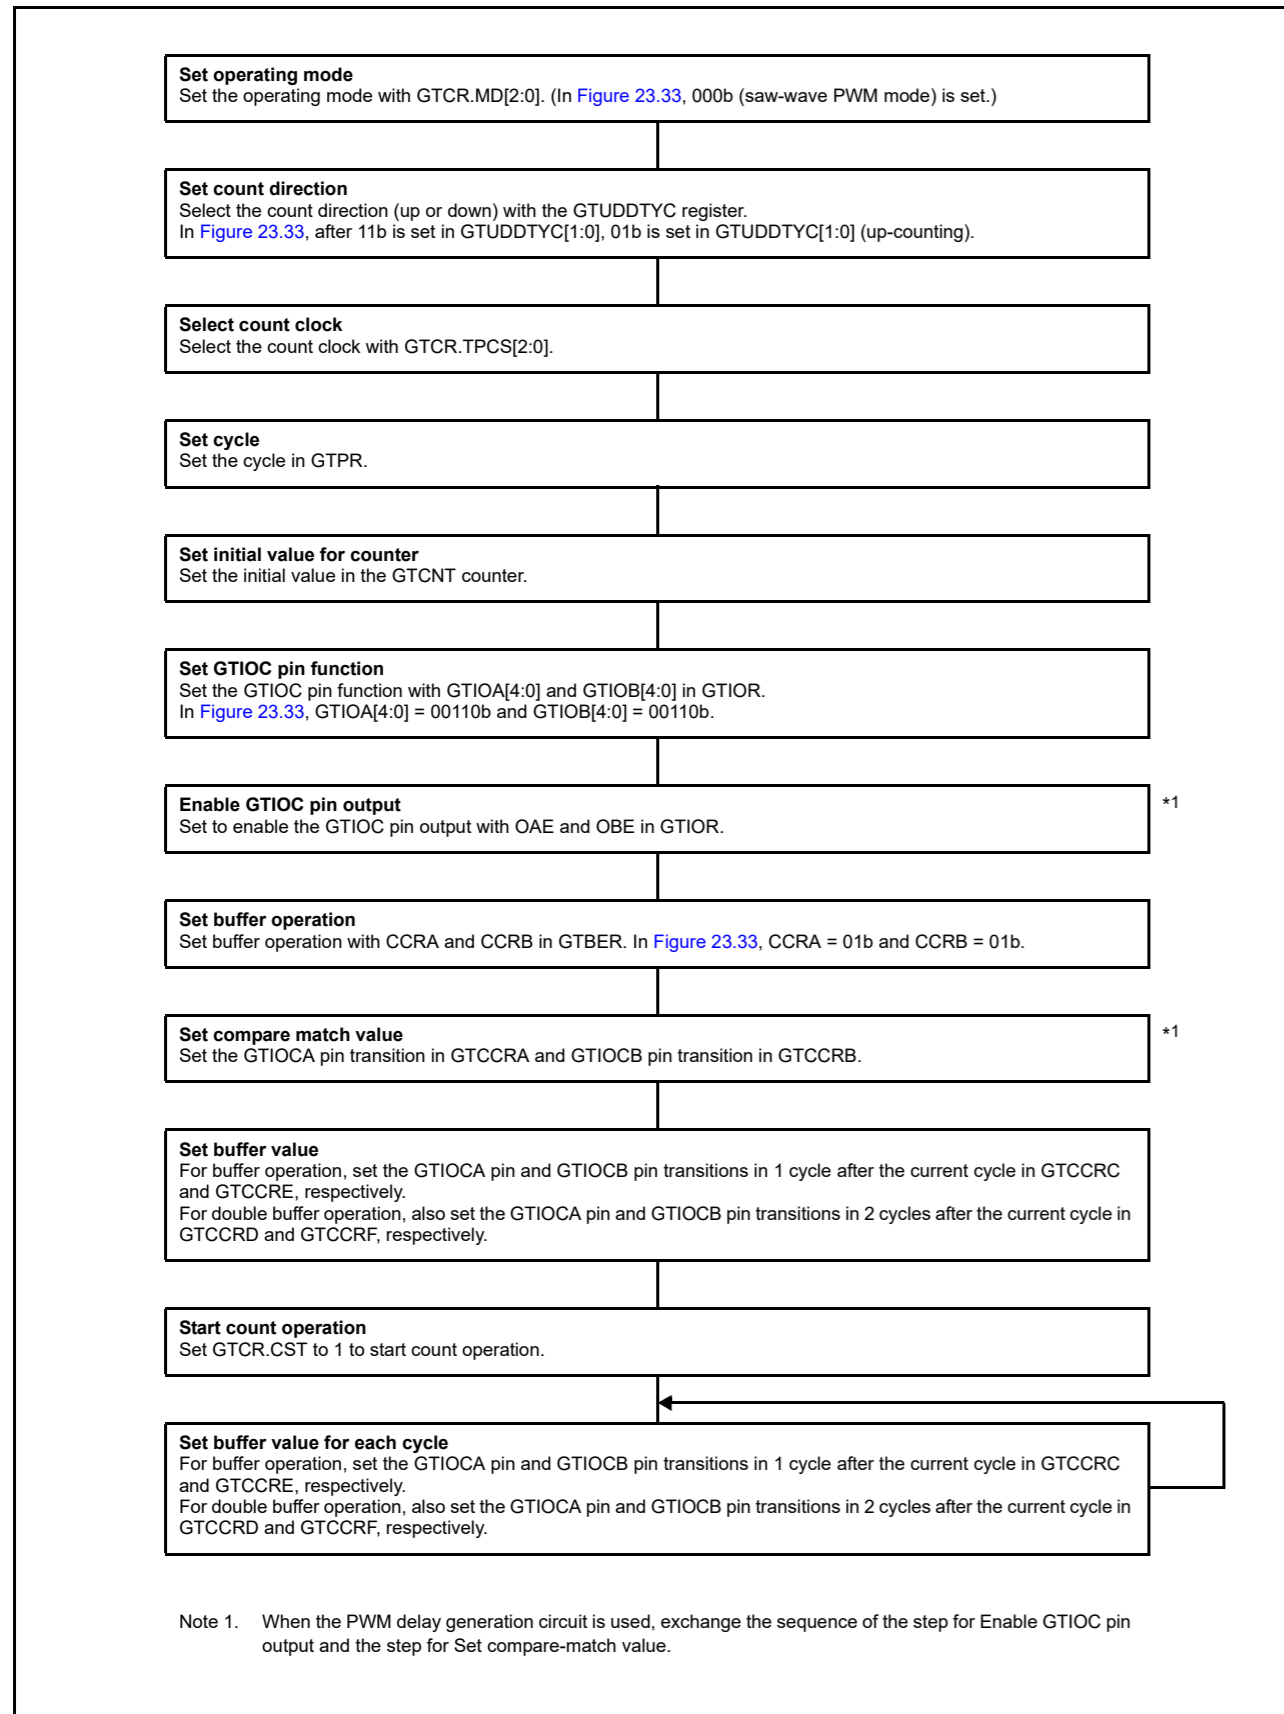 Set operating mode
Set the operating mode with GTCR.MD[2:0]. (In Figure 23.33, 000b (saw-wave PWM mode) is set.)
Set count direction
Select the count direction (up or down) with the GTUDDTYC register.
In Figure 23.33, after 11b is set in GTUDDTYC[1:0], 01b is set in GTUDDTYC[1:0] (up-counting).
Select count clock
Select the count clock with GTCR.TPCS[2:0].
Set cycle
Set the cycle in GTPR.
Set initial value for counter
Set the initial value in the GTCNT counter.
Set GTIOC pin function
Set the GTIOC pin function with GTIOA[4:0] and GTIOB[4:0] in GTIOR.
In Figure 23.33, GTIOA[4:0] = 00110b and GTIOB[4:0] = 00110b.
Enable GTIOC pin output
*1
Set to enable the GTIOC pin output with OAE and OBE in GTIOR.
Set buffer operation
Set buffer operation with CCRA and CCRB in GTBER. In Figure 23.33, CCRA = 01b and CCRB = 01b.
Set compare match value
*1
Set the GTIOCA pin transition in GTCCRA and GTIOCB pin transition in GTCCRB.
Set buffer value
For buffer operation, set the GTIOCA pin and GTIOCB pin transitions in 1 cycle after the current cycle in GTCCRC
and GTCCRE, respectively.
For double buffer operation, also set the GTIOCA pin and GTIOCB pin transitions in 2 cycles after the current cycle in
GTCCRD and GTCCRF, respectively.
Start count operation
Set GTCR.CST to 1 to start count operation.
Set buffer value for each cycle
For buffer operation, set the GTIOCA pin and GTIOCB pin transitions in 1 cycle after the current cycle in GTCCRC
and GTCCRE, respectively.
For double buffer operation, also set the GTIOCA pin and GTIOCB pin transitions in 2 cycles after the current cycle in
GTCCRD and GTCCRF, respectively.
Note 1. When the PWM delay generation circuit is used, exchange the sequence of the step for Enable GTIOC pin
output and the step for Set compare-match value.